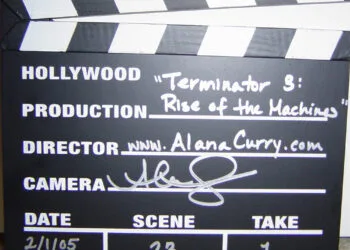 HOLLYWOOD "Terminator 3:
PRODUCTION Rise of the Machines"
DIRECTOR www.AlanaCurry.com
CAMERA
DATE SCENE TAKE
2/1/05 23